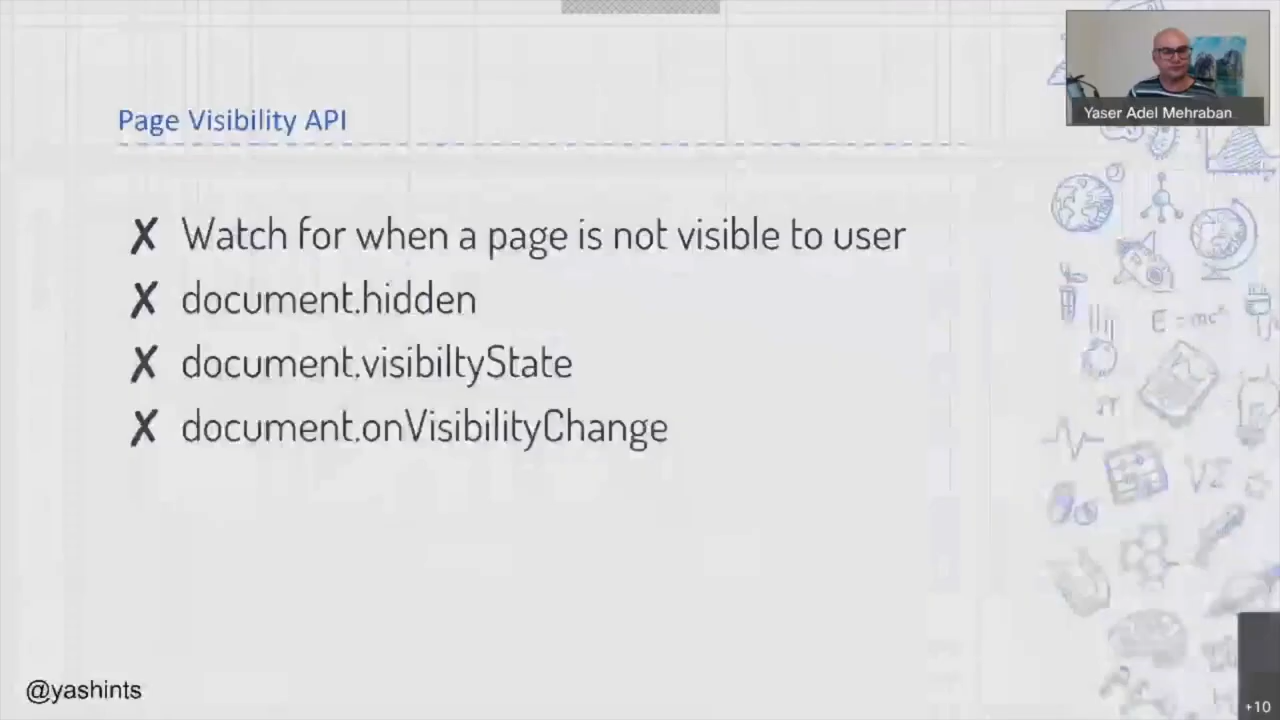 Page Visibility API
Yaser Adel Mehraban
✗ Watch for when a page is not visible to user
✗ document.hidden
✗ document.visibiltyState
✗ document.onVisibilityChange
E = mc²
π
@yashints
+10